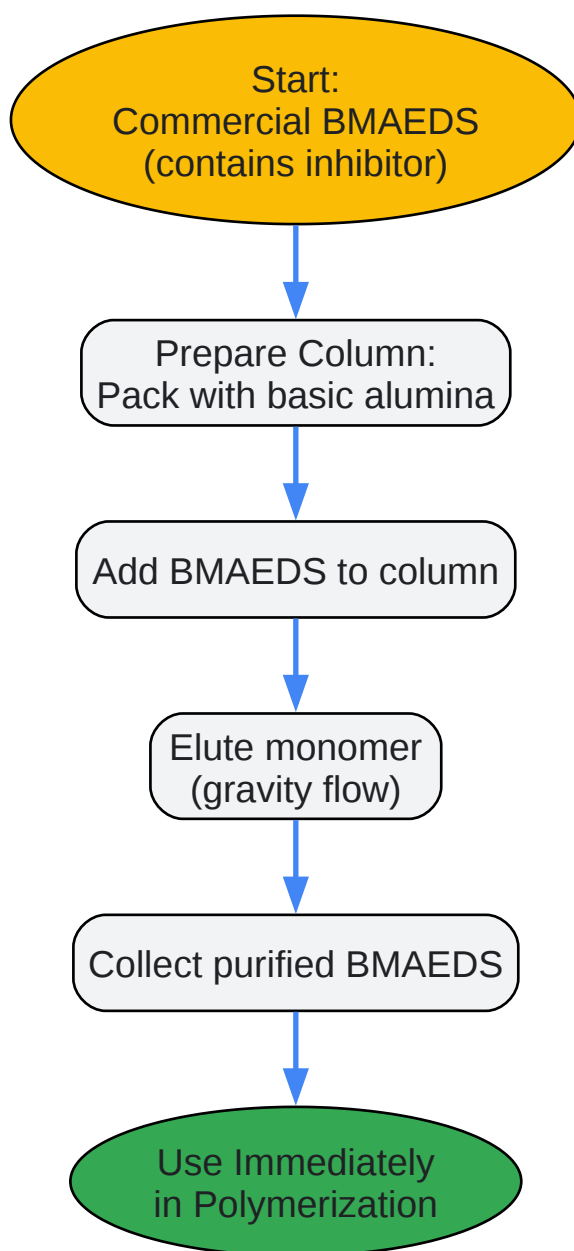 Start:
Commercial BMAEDS
(contains inhibitor)
Prepare Column:
Pack with basic alumina
Add BMAEDS to column
Elute monomer
(gravity flow)
Collect purified BMAEDS
Use Immediately
in Polymerization